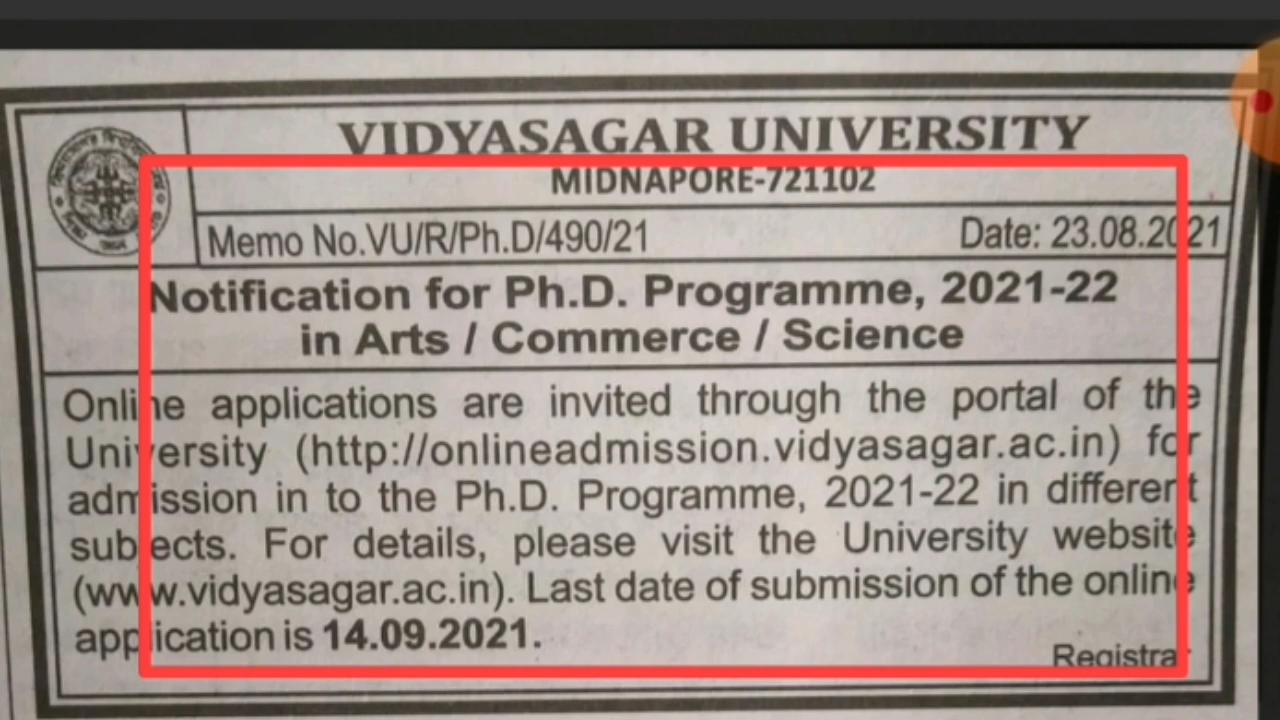 VIDYASAGAR UNIVERSITY
MIDNAPORE-721102
Memo No.VU/R/Ph.D/490/21 Date: 23.08.2021
Notification for Ph.D. Programme, 2021-22
in Arts / Commerce / Science
Online applications are invited through the portal of the
University (http://onlineadmission.vidyasagar.ac.in) for
admission in to the Ph.D. Programme, 2021-22 in different
subjects. For details, please visit the University website
(www.vidyasagar.ac.in). Last date of submission of the online
application is 14.09.2021.
Registrar